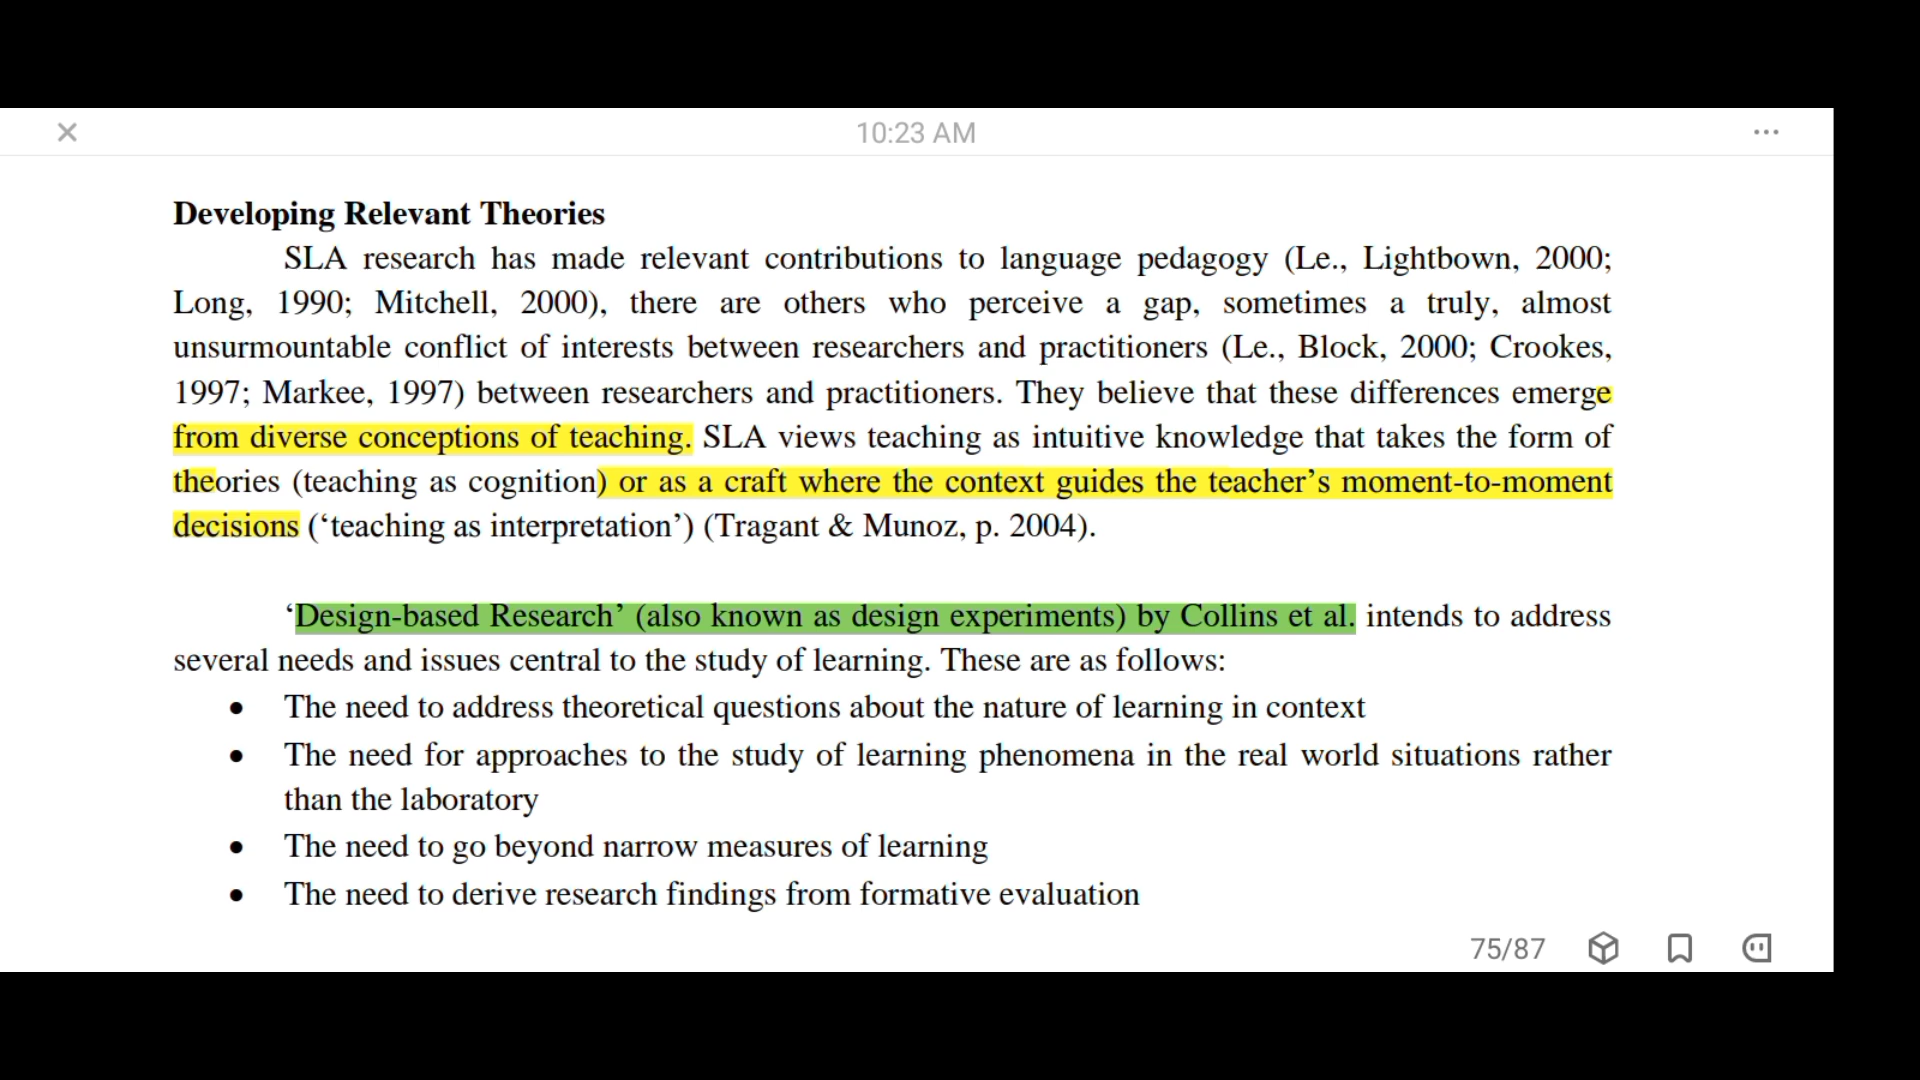 10:23 AM
Developing Relevant Theories
SLA research has made relevant contributions to language pedagogy (Le., Lightbown, 2000;
Long, 1990; Mitchell, 2000), there are others who perceive a gap, sometimes a truly, almost
unsurmountable conflict of interests between researchers and practitioners (Le., Block, 2000; Crookes,
1997; Markee, 1997) between researchers and practitioners. They believe that these differences emerge
from diverse conceptions of teaching. SLA views teaching as intuitive knowledge that takes the form of
theories (teaching as cognition) or as a craft where the context guides the teacher’s moment-to-moment
decisions (‘teaching as interpretation’) (Tragant & Munoz, p. 2004).
‘Design-based Research’ (also known as design experiments) by Collins et al. intends to address
several needs and issues central to the study of learning. These are as follows:
• The need to address theoretical questions about the nature of learning in context
• The need for approaches to the study of learning phenomena in the real world situations rather
than the laboratory
• The need to go beyond narrow measures of learning
• The need to derive research findings from formative evaluation
75/87